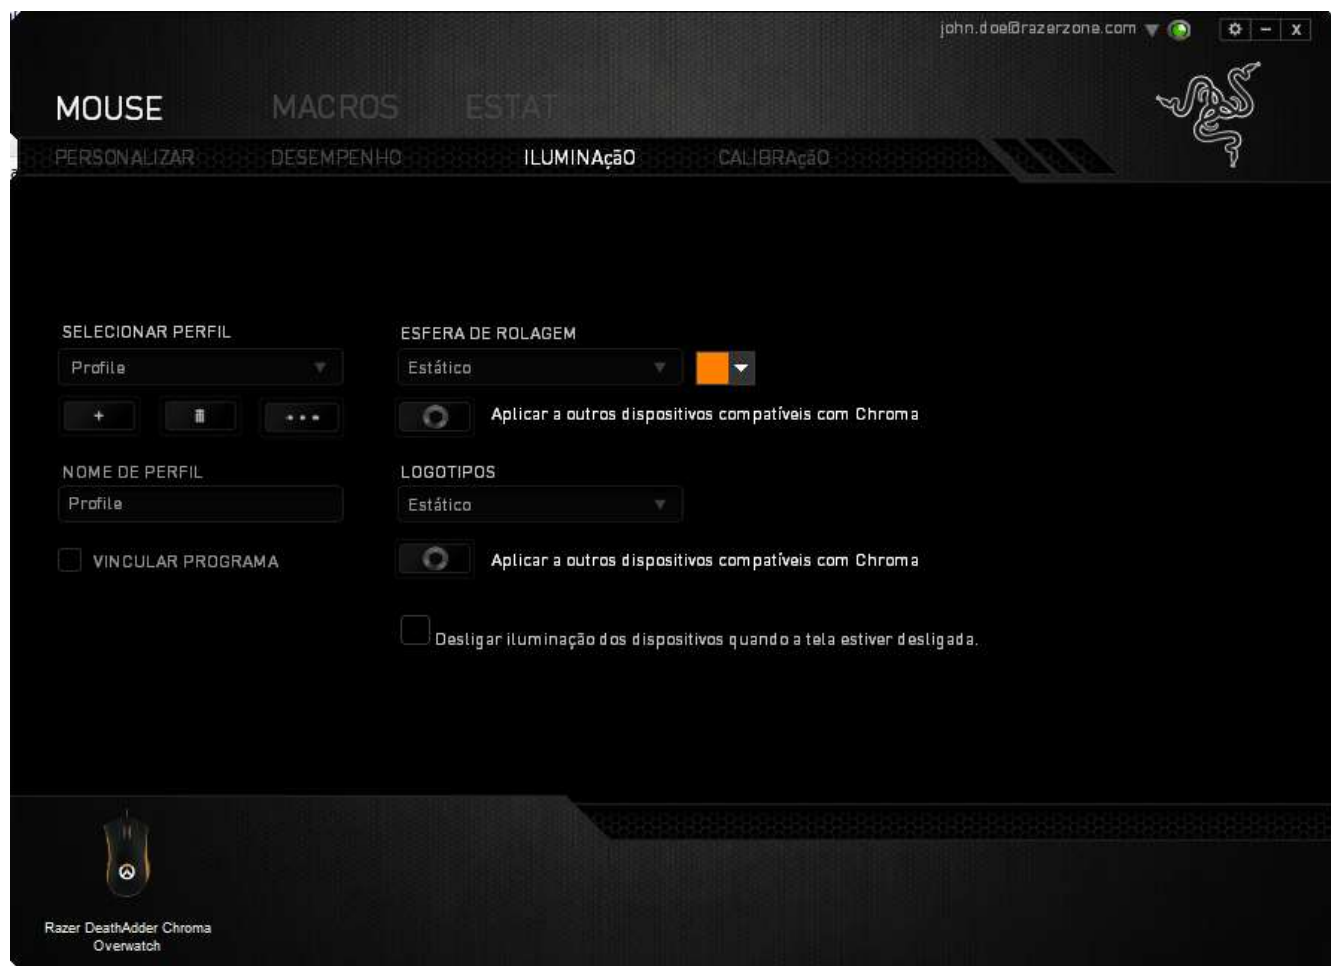 john.doe@razerzone.com
MOUSE MACROS ESTAT
PERSONALIZAR DESEMPENHO ILUMINAçãO CALIBRAçãO
SELECIONAR PERFIL
Profile
NOME DE PERFIL
Profile
VINCULAR PROGRAMA
ESFERA DE ROLAGEM
Estático
Aplicar a outros dispositivos compatíveis com Chroma
LOGOTIPOS
Estático
Aplicar a outros dispositivos compatíveis com Chroma
Desligar iluminação dos dispositivos quando a tela estiver desligada.
Razer DeathAdder Chroma
Overwatch